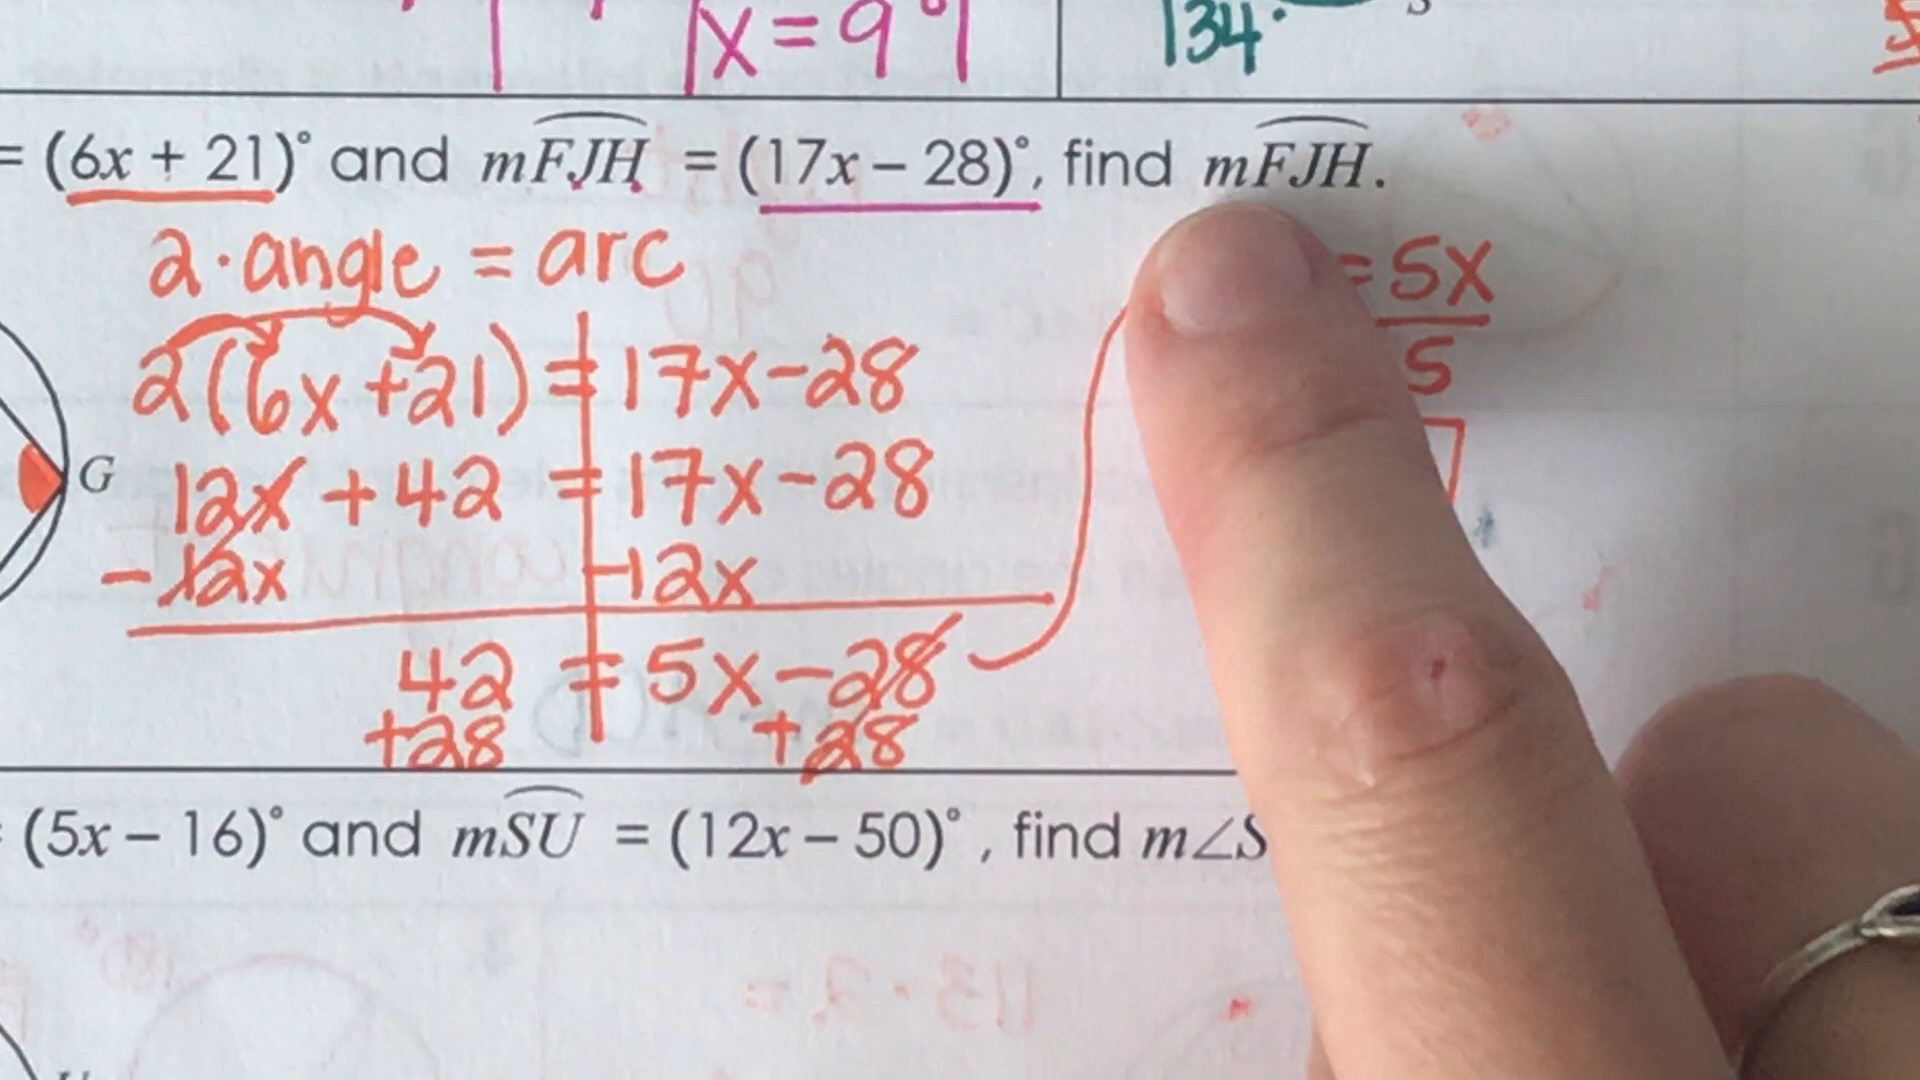 x = 9°
134°
S
= (6x + 21)° and mFJH = (17x – 28)°, find mFJH.
2·angle = arc
= 5x
2(6x +21) = 17x-28
5
G
12x + 42 = 17x-28
-12x -12x
42 = 5x-28
+28 +28
(5x – 16)° and mSU = (12x – 50)°, find m∠S